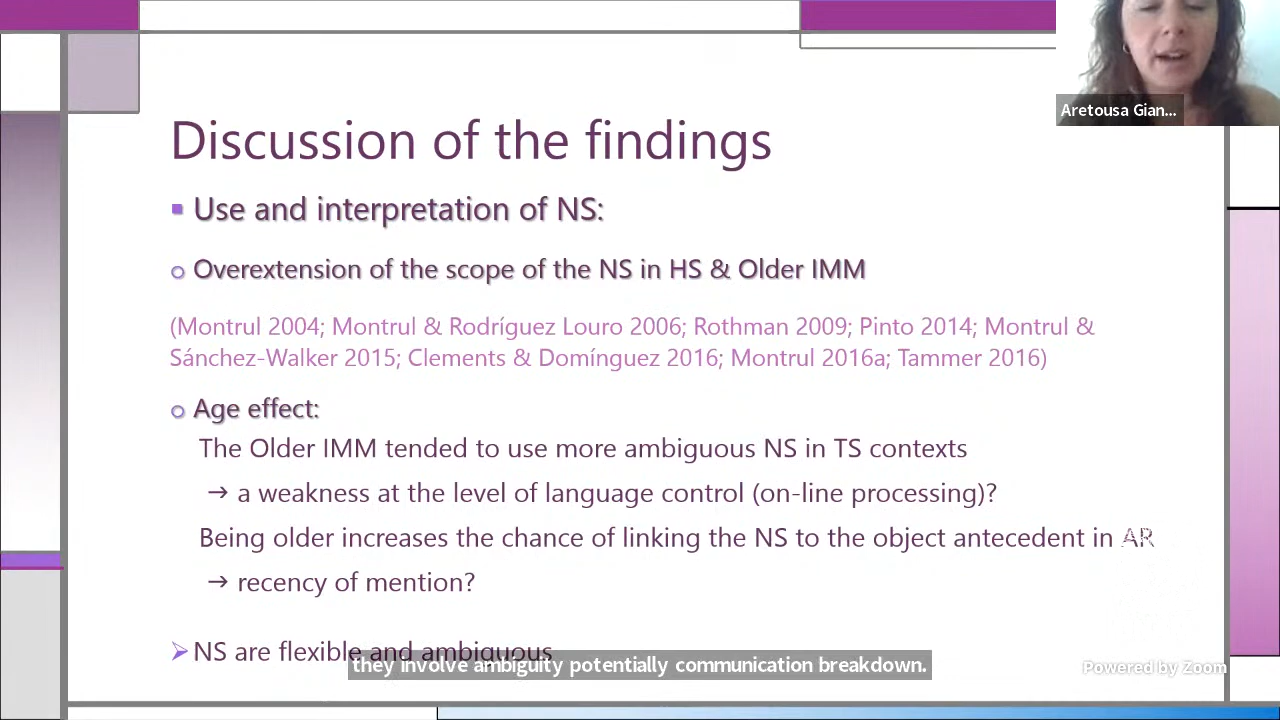 Aretousa Gian...
Discussion of the findings
▪ Use and interpretation of NS:
o Overextension of the scope of the NS in HS & Older IMM
(Montrul 2004; Montrul & Rodríguez Louro 2006; Rothman 2009; Pinto 2014; Montrul &
Sánchez-Walker 2015; Clements & Domínguez 2016; Montrul 2016a; Tammer 2016)
o Age effect:
The Older IMM tended to use more ambiguous NS in TS contexts
→ a weakness at the level of language control (on-line processing)?
Being older increases the chance of linking the NS to the object antecedent in AR
→ recency of mention?
➢ NS are flexible and ambiguous
they involve ambiguity potentially communication breakdown.
Powered by Zoom